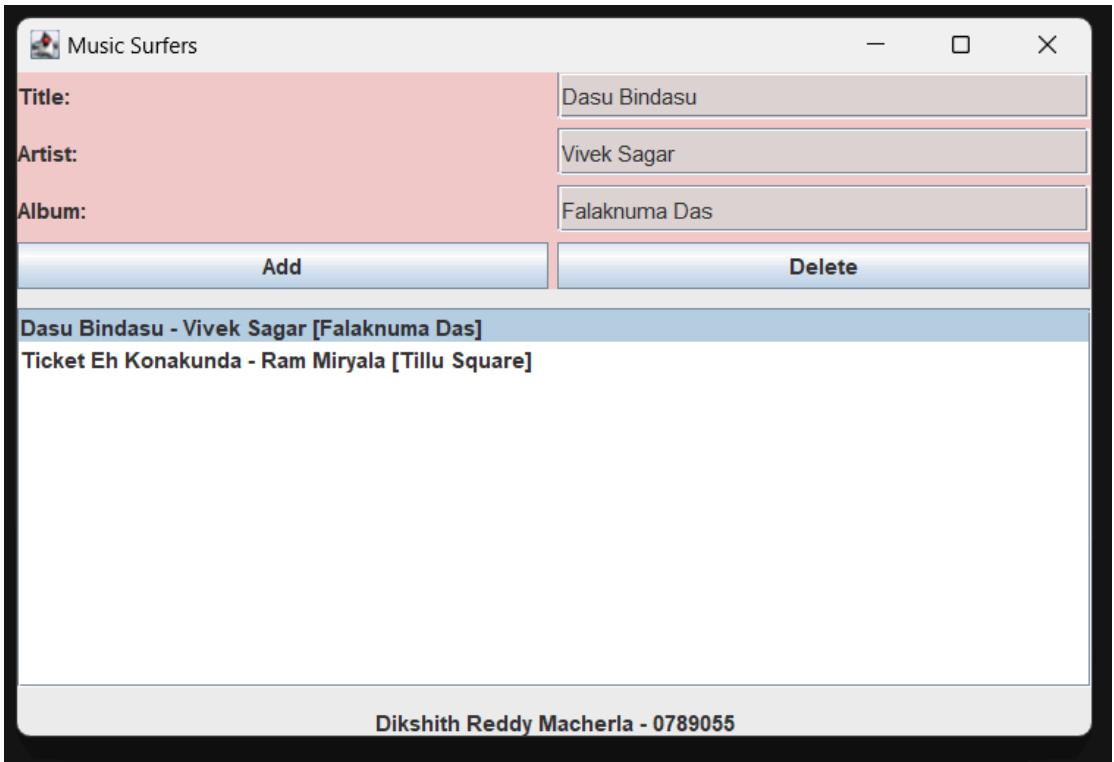 Music Surfers
Title: Dasu Bindasu
Artist: Vivek Sagar
Album: Falaknuma Das
Add Delete
Dasu Bindasu - Vivek Sagar [Falaknuma Das]
Ticket Eh Konakunda - Ram Miryala [Tillu Square]
Dikshith Reddy Macherla - 0789055